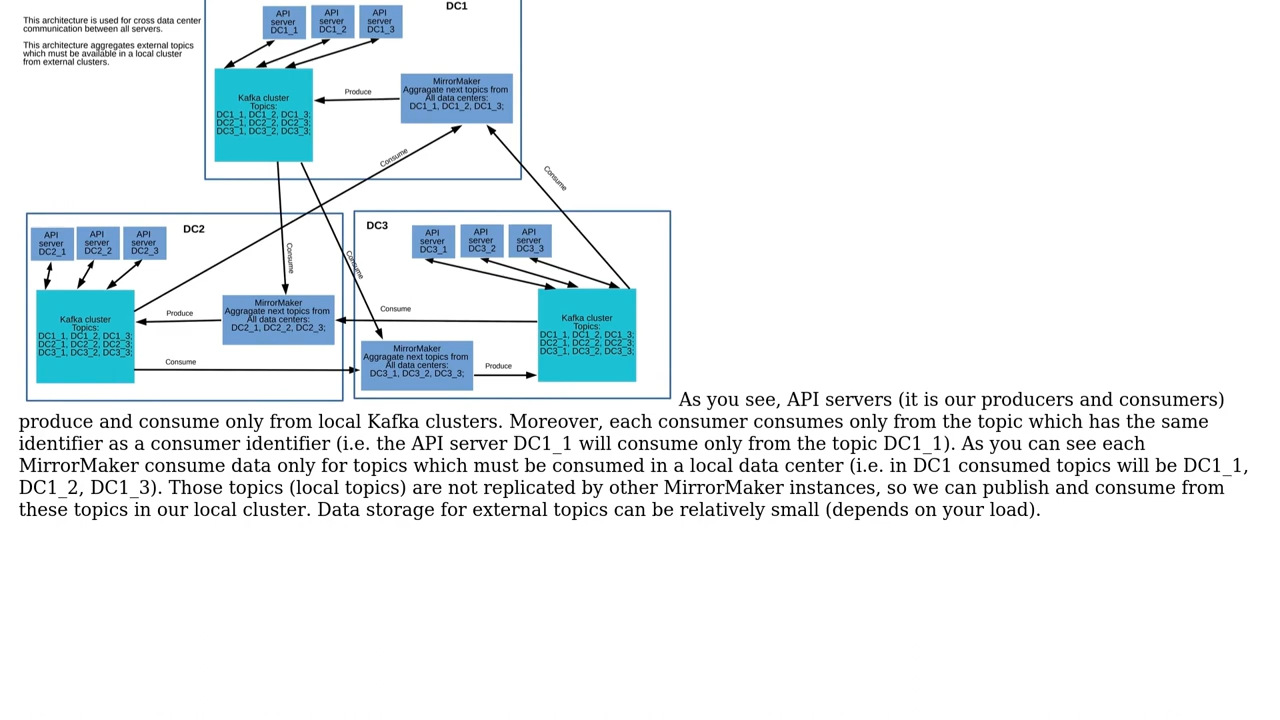 This architecture is used for cross data center
communication between all servers.
This architecture aggregates external topics
which must be available in a local cluster
from external clusters.
DC1
API
server
DC1_1
API
server
DC1_2
API
server
DC1_3
Kafka cluster
Topics:
DC1_1, DC1_2, DC1_3;
DC2_1, DC2_2, DC2_3;
DC3_1, DC3_2, DC3_3;
Produce
MirrorMaker
Aggragate next topics from
All data centers:
DC1_1, DC1_2, DC1_3;
Consume
Consume
DC2
API
server
DC2_1
API
server
DC2_2
API
server
DC2_3
Consume
Consume
Kafka cluster
Topics:
DC1_1, DC1_2, DC1_3;
DC2_1, DC2_2, DC2_3;
DC3_1, DC3_2, DC3_3;
Produce
MirrorMaker
Aggragate next topics from
All data centers:
DC2_1, DC2_2, DC2_3;
Consume
DC3
API
server
DC3_1
API
server
DC3_2
API
server
DC3_3
Consume
MirrorMaker
Aggragate next topics from
All data centers:
DC3_1, DC3_2, DC3_3;
Produce
Kafka cluster
Topics:
DC1_1, DC1_2, DC1_3;
DC2_1, DC2_2, DC2_3;
DC3_1, DC3_2, DC3_3;
As you see, API servers (it is our producers and consumers)
produce and consume only from local Kafka clusters. Moreover, each consumer consumes only from the topic which has the same
identifier as a consumer identifier (i.e. the API server DC1_1 will consume only from the topic DC1_1). As you can see each
MirrorMaker consume data only for topics which must be consumed in a local data center (i.e. in DC1 consumed topics will be DC1_1,
DC1_2, DC1_3). Those topics (local topics) are not replicated by other MirrorMaker instances, so we can publish and consume from
these topics in our local cluster. Data storage for external topics can be relatively small (depends on your load).